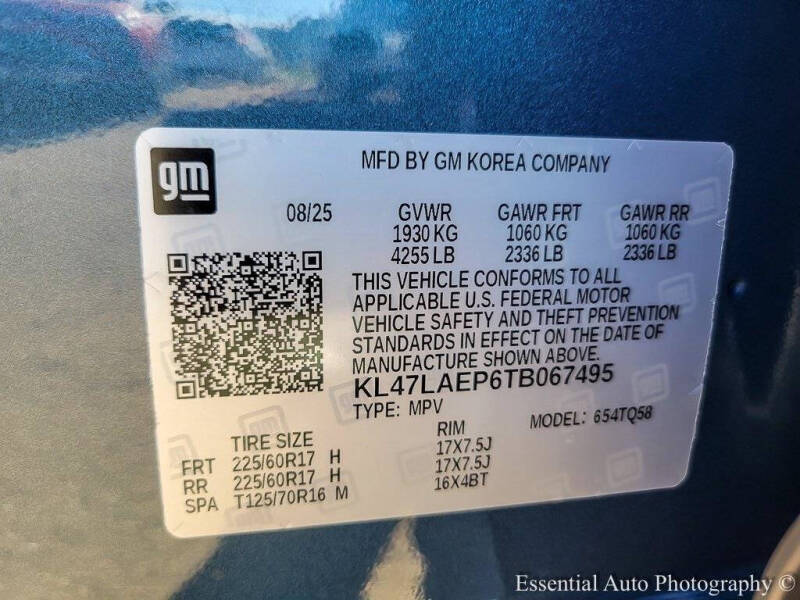 gm
MFD BY GM KOREA COMPANY
08/25
GVWR GAWR FRT GAWR RR
1930 KG 1060 KG 1060 KG
4255 LB 2336 LB 2336 LB
THIS VEHICLE CONFORMS TO ALL
APPLICABLE U.S. FEDERAL MOTOR
VEHICLE SAFETY AND THEFT PREVENTION
STANDARDS IN EFFECT ON THE DATE OF
MANUFACTURE SHOWN ABOVE.
KL47LAEP6TB067495
TYPE: MPV MODEL: 654TQ58
TIRE SIZE RIM
FRT 225/60R17 H 17X7.5J
RR 225/60R17 H 17X7.5J
SPA T125/70R16 M 16X4BT
Essential Auto Photography ©